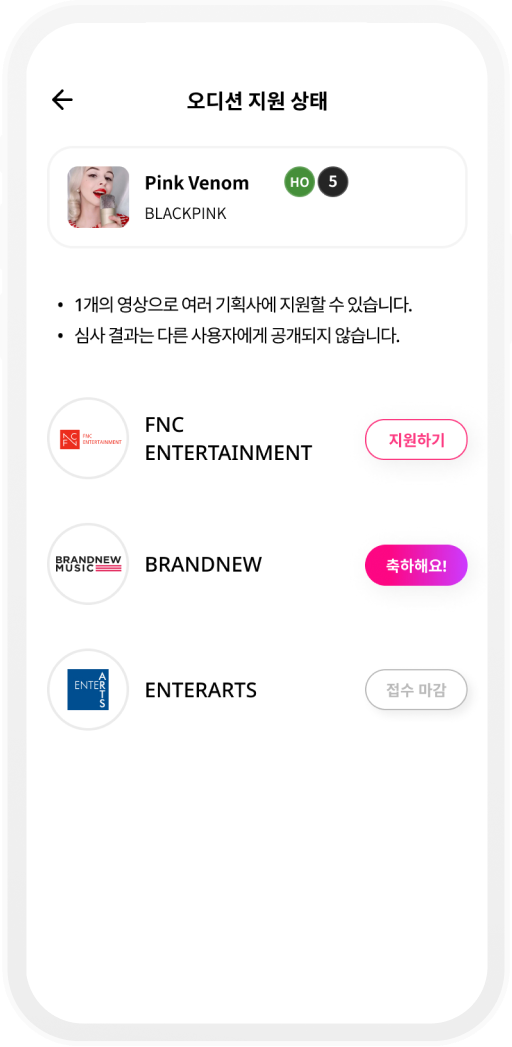 오디션 지원 상태
Pink Venom
HO 5
BLACKPINK
• 1개의 영상으로 여러 기획사에 지원할 수 있습니다.
• 심사 결과는 다른 사용자에게 공개되지 않습니다.
FNC
ENTERTAINMENT
FNC
ENTERTAINMENT
지원하기
BRANDNEW
MUSIC
BRANDNEW
축하해요!
ENTER
ARTS
ENTERARTS
접수 마감